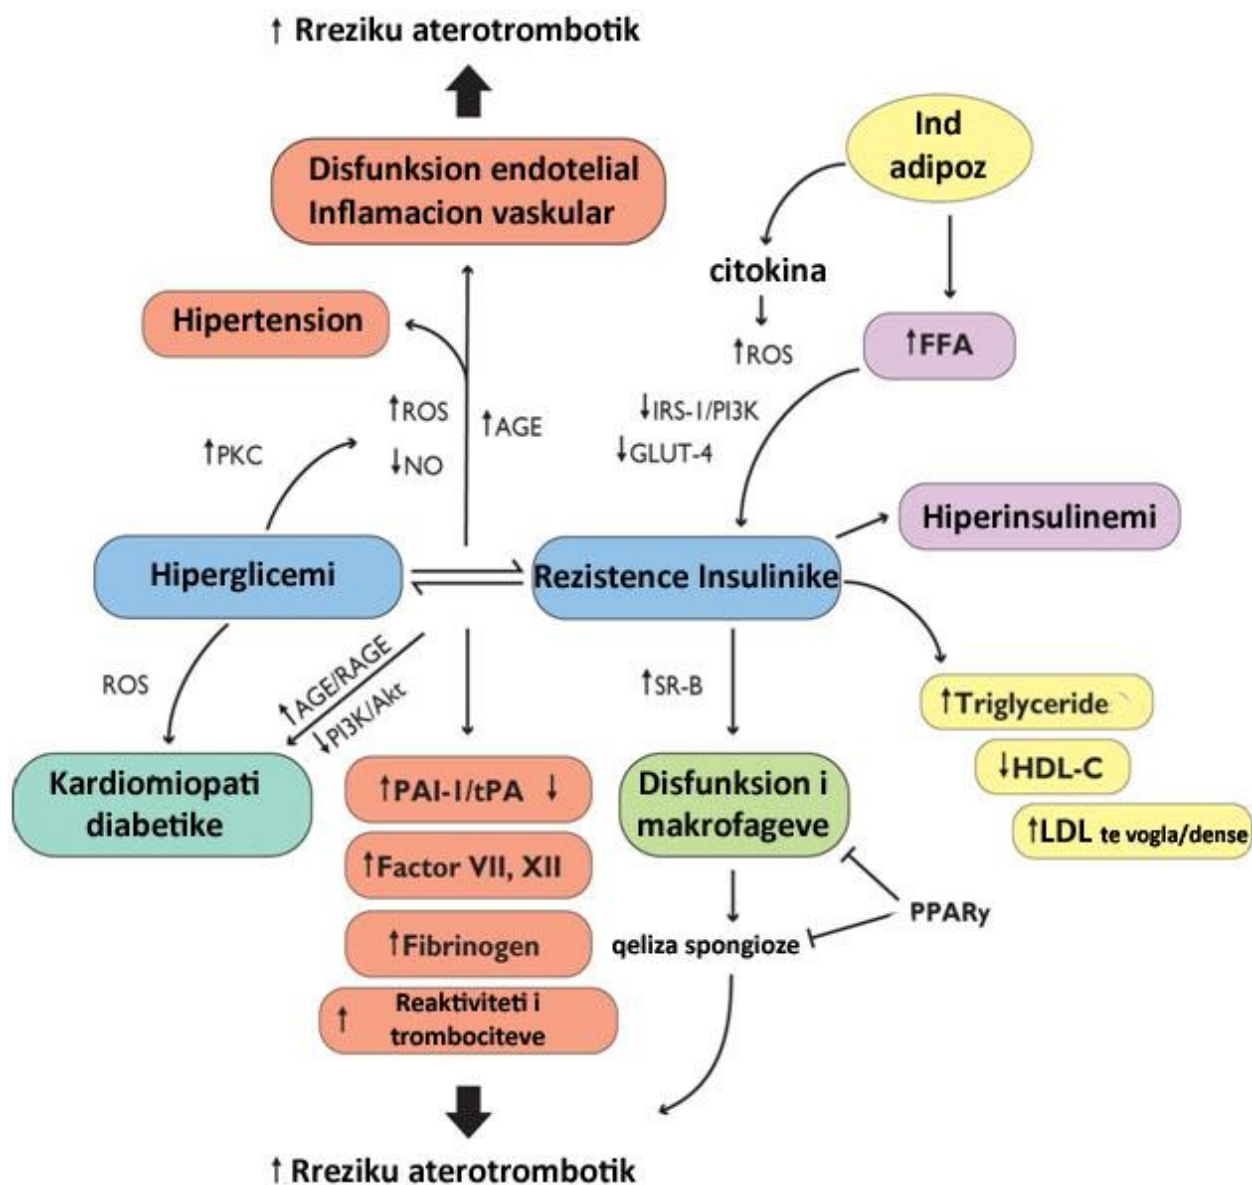 ↑ Rreziku aterotrombotik
Disfunksion endotelial
Inflamacion vaskular
Ind
adipoz
citokina
Hipertension
↑ROS
↑FFA
↑ROS
↑AGE
↓IRS-1/PI3K
↑PKC
↓NO
↓GLUT-4
Hiperinsulinemi
Hiperglicemi
Rezistence Insulinike
ROS
↑AGE/RAGE
↓PI3K/Akt
↑SR-B
↑Triglyceride
↓HDL-C
↑LDL te vogla/dense
Kardiomiopati
diabetike
↑PAI-1/tPA ↓
Disfunksion i
makrofageve
↑Factor VII, XII
PPARy
↑Fibrinogen
qeliza spongioze
↑ Reaktiviteti i
trombociteve
↑ Rreziku aterotrombotik